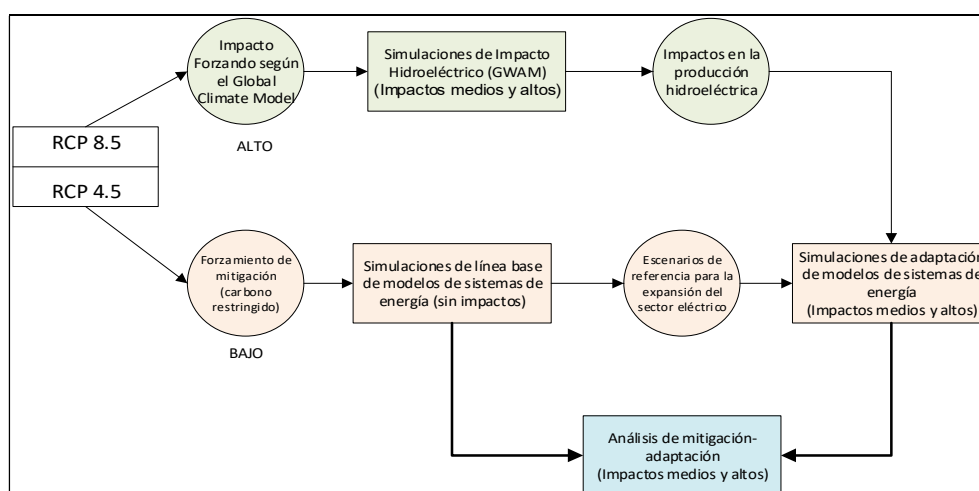 Impacto
Forzando según
el Global
Climate Model
ALTO
Simulaciones de Impacto
Hidroeléctrico (GWAM)
(Impactos medios y altos)
Impactos en la
producción
hidroeléctrica
RCP 8.5
RCP 4.5
Forzamiento de
mitigación
(carbono
restringido)
BAJO
Simulaciones de línea base
de modelos de sistemas de
energía (sin impactos)
Escenarios de
referencia para la
expansión del
sector eléctrico
Simulaciones de adaptación
de modelos de sistemas de
energía
(Impactos medios y altos)
Análisis de mitigación-
adaptación
(Impactos medios y altos)